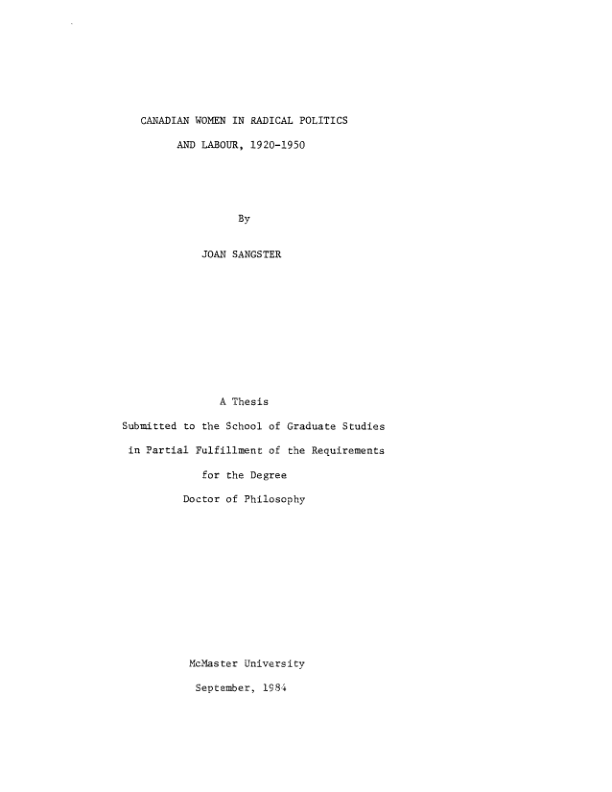 CANADIAN WOMEN IN RADICAL POLITICS
AND LABOUR, 1920-1950
By
JOAN SANGSTER
A Thesis
Submitted to the School of Graduate Studies
in Partial Fulfillment of the Requirements
for the Degree
Doctor of Philosophy
McMaster University
September, 1984